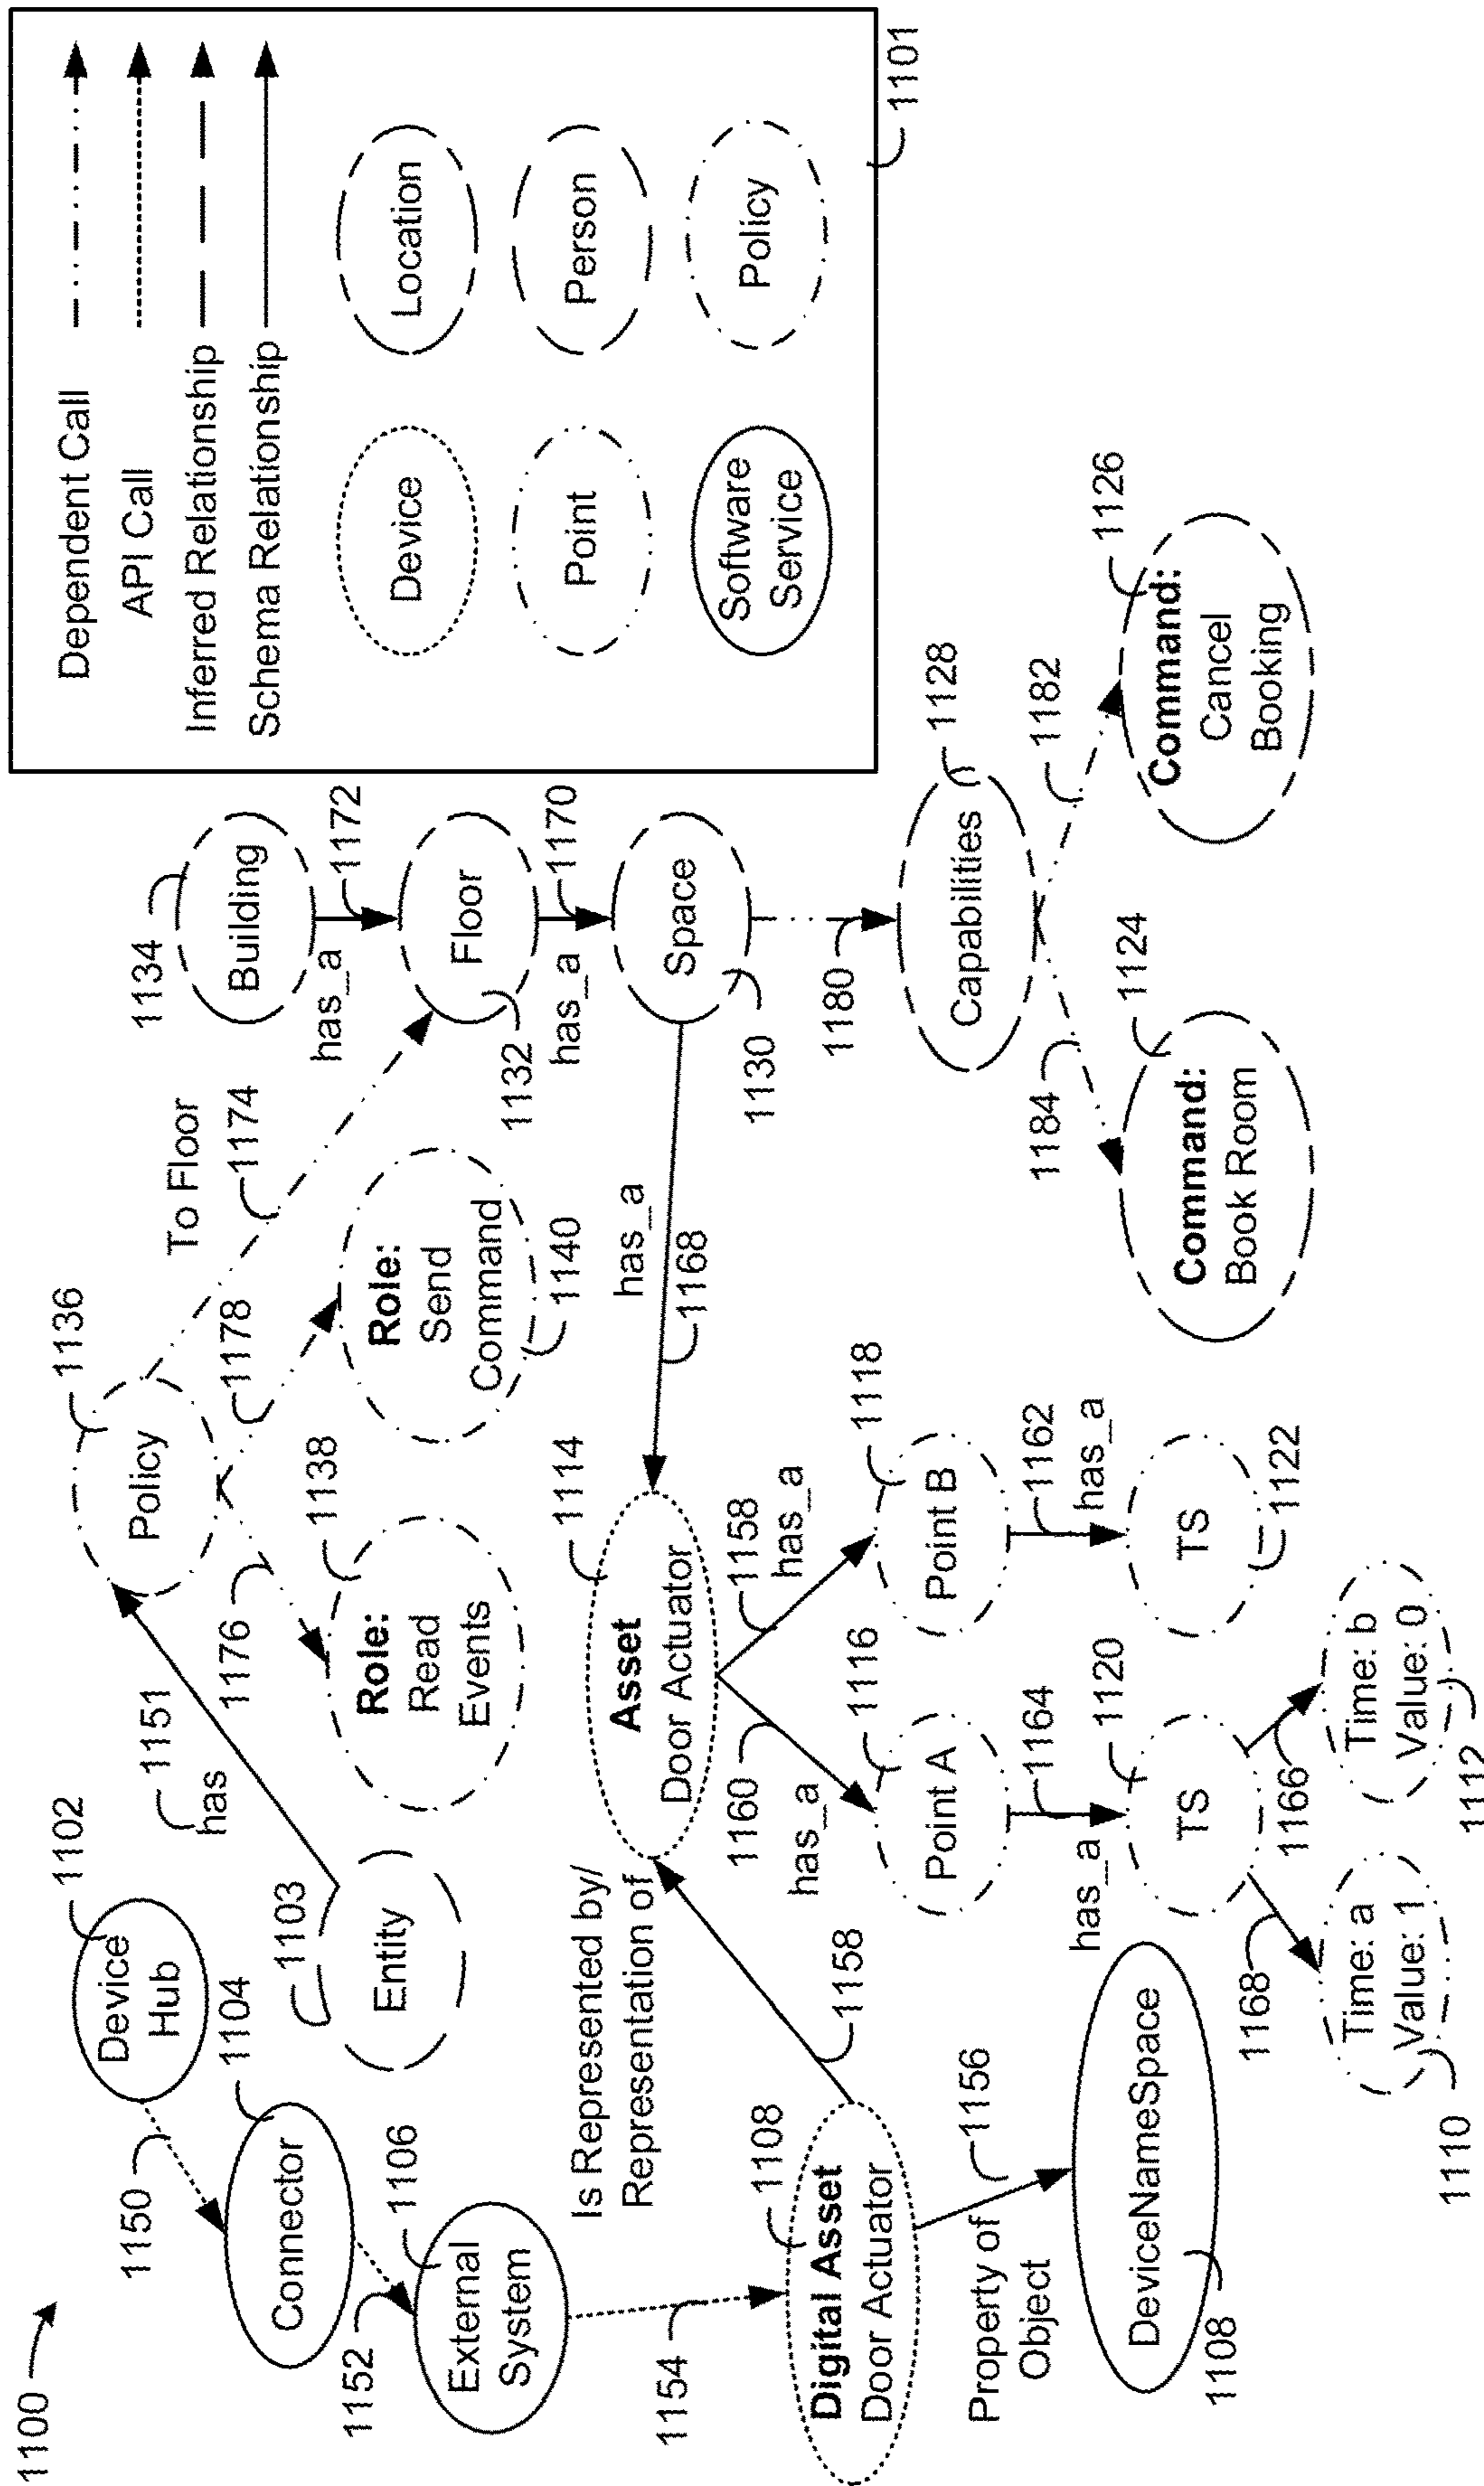 1100
1150
Device
Hub
1102
1104
Connector
1152
1106
External
System
1154
1103
Entity
1151
has
1136
Policy
1176
1178
To Floor
1174
1138
Role:
Read
Events
Role:
Send
Command
1140
1134
Building
has_a
1172
Floor
1132
has_a
1170
Space
1130
has_a
1168
1180
1128
Capabilities
1184
1182
1124
Command:
Book Room
1126
Command:
Cancel
Booking
Is Represented by/
Representation of
1158
1108
Digital Asset
Door Actuator
Property of
Object
1156
DeviceNameSpace
1108
1114
Asset
Door Actuator
1160
has_a
1158
has_a
1116
Point A
1118
Point B
has_a
1164
1162
has_a
1120
TS
TS
1122
1168
1166
Time: a
Value: 1
1110
Time: b
Value: 0
1112
Dependent Call
API Call
Inferred Relationship
Schema Relationship
Device
Location
Point
Person
Software
Service
Policy
1101